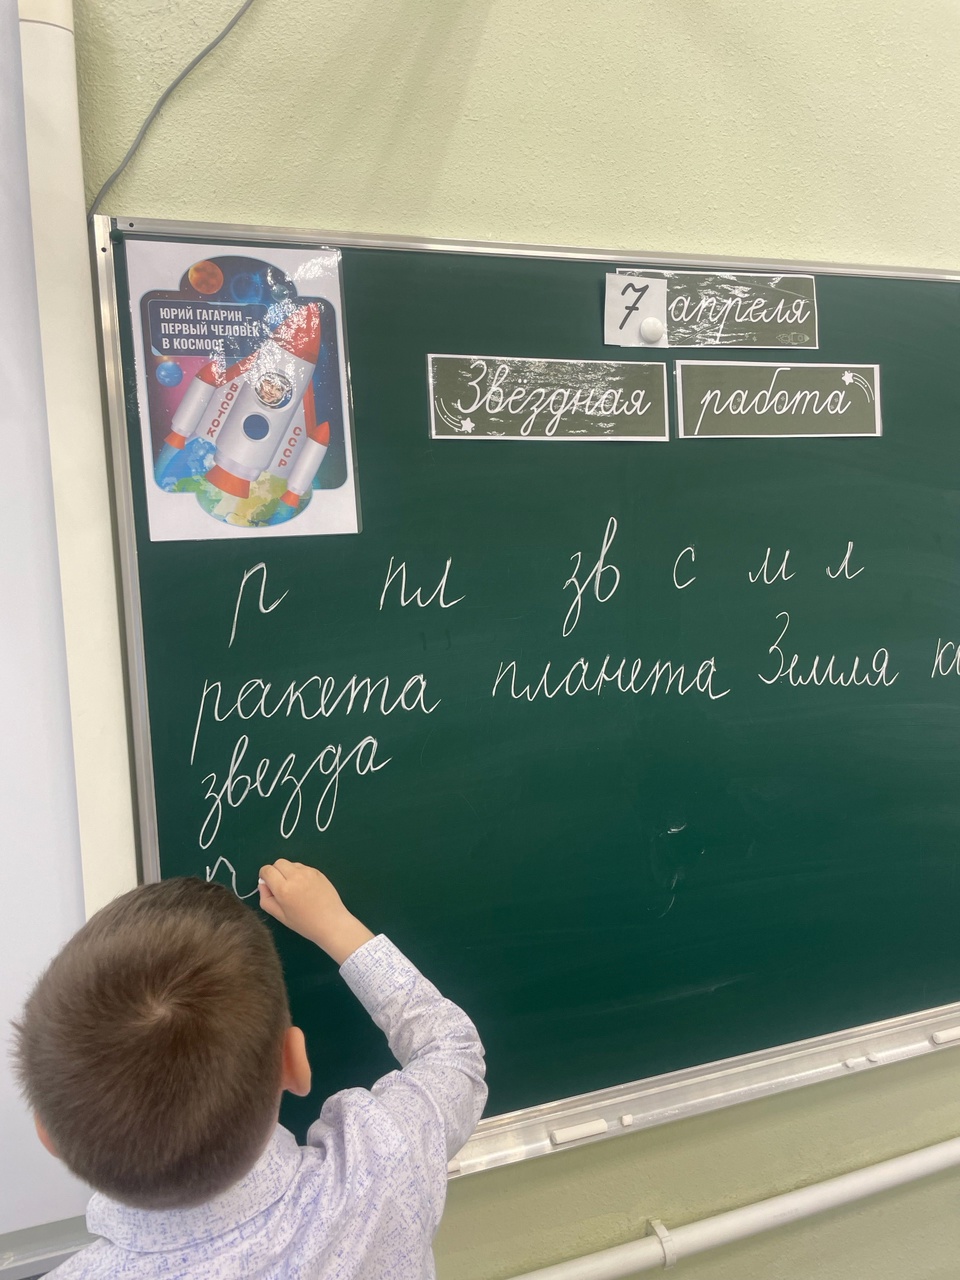 ЮРИЙ ГАГАРИН –
ПЕРВЫЙ ЧЕЛОВЕК
В КОСМОСЕ
ВОСТОК
СССР
7 апреля
Звёздная работа
р пл зв с м л
ракета планета Земля
звезда
п